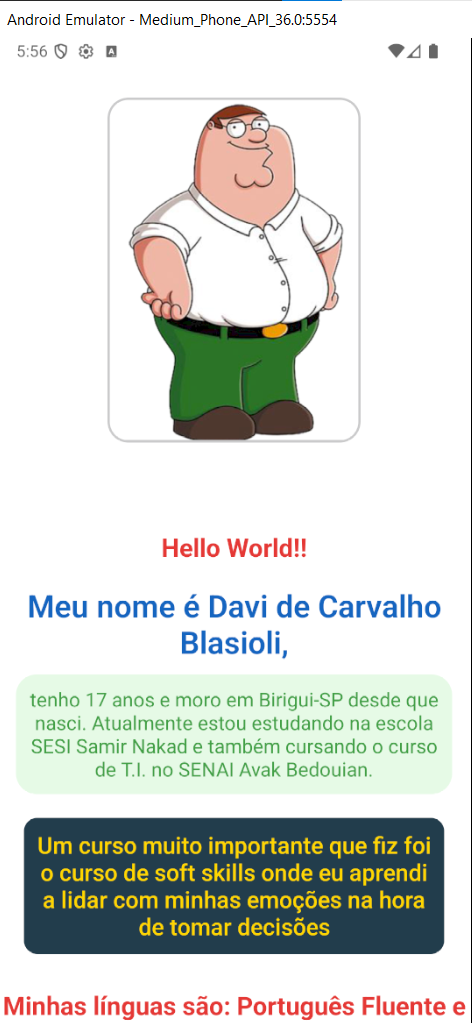 Android Emulator - Medium_Phone_API_36.0:5554
5:56
A
Hello World!!
Meu nome é Davi de Carvalho
Blasioli,
tenho 17 anos e moro em Birigui-SP desde que
nasci. Atualmente estou estudando na escola
SESI Samir Nakad e também cursando o curso
de T.I. no SENAI Avak Bedouian.
Um curso muito importante que fiz foi
o curso de soft skills onde eu aprendi
a lidar com minhas emoções na hora
de tomar decisões
Minhas línguas são: Português Fluente e